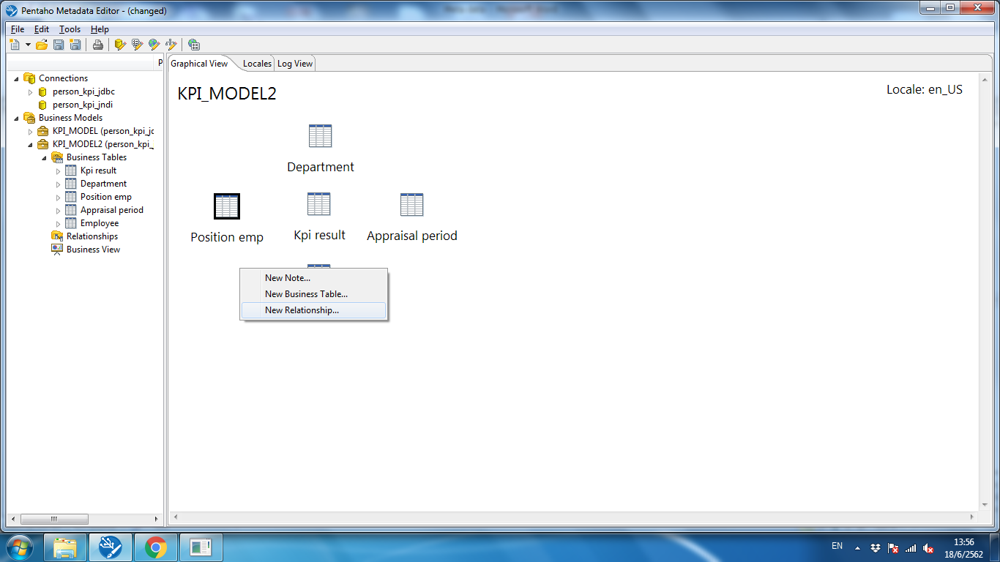 Pentaho Metadata Editor - (changed)
File Edit Tools Help
P
Connections
person_kpi_jdbc
person_kpi_jndi
Business Models
KPI_MODEL (person_kpi_jc
KPI_MODEL2 (person_kpi_
Business Tables
Kpi result
Department
Position emp
Appraisal period
Employee
Relationships
Business View
Graphical View Locales Log View
KPI_MODEL2
Locale: en_US
Department
Position emp
Kpi result
Appraisal period
New Note...
New Business Table...
New Relationship...
EN
13:56
18/6/2562